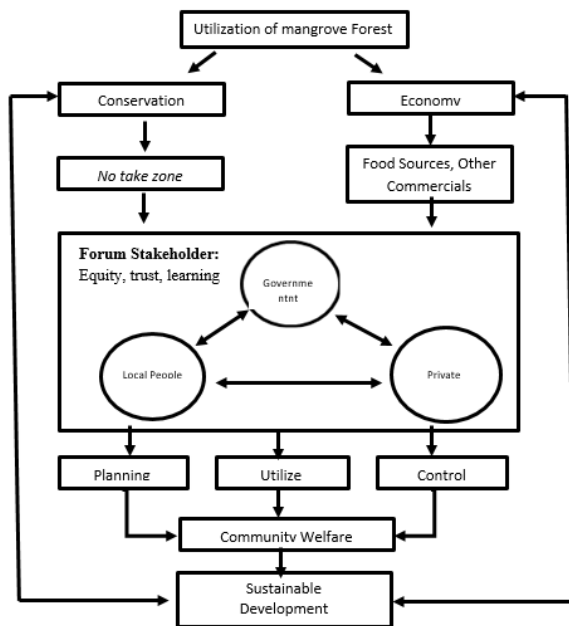 Utilization of mangrove Forest
Conservation
Economy
No take zone
Food Sources, Other
Commercials
Forum Stakeholder:
Equity, trust, learning
Governme
ntnt
Local People
Private
Planning
Utilize
Control
Community Welfare
Sustainable
Development